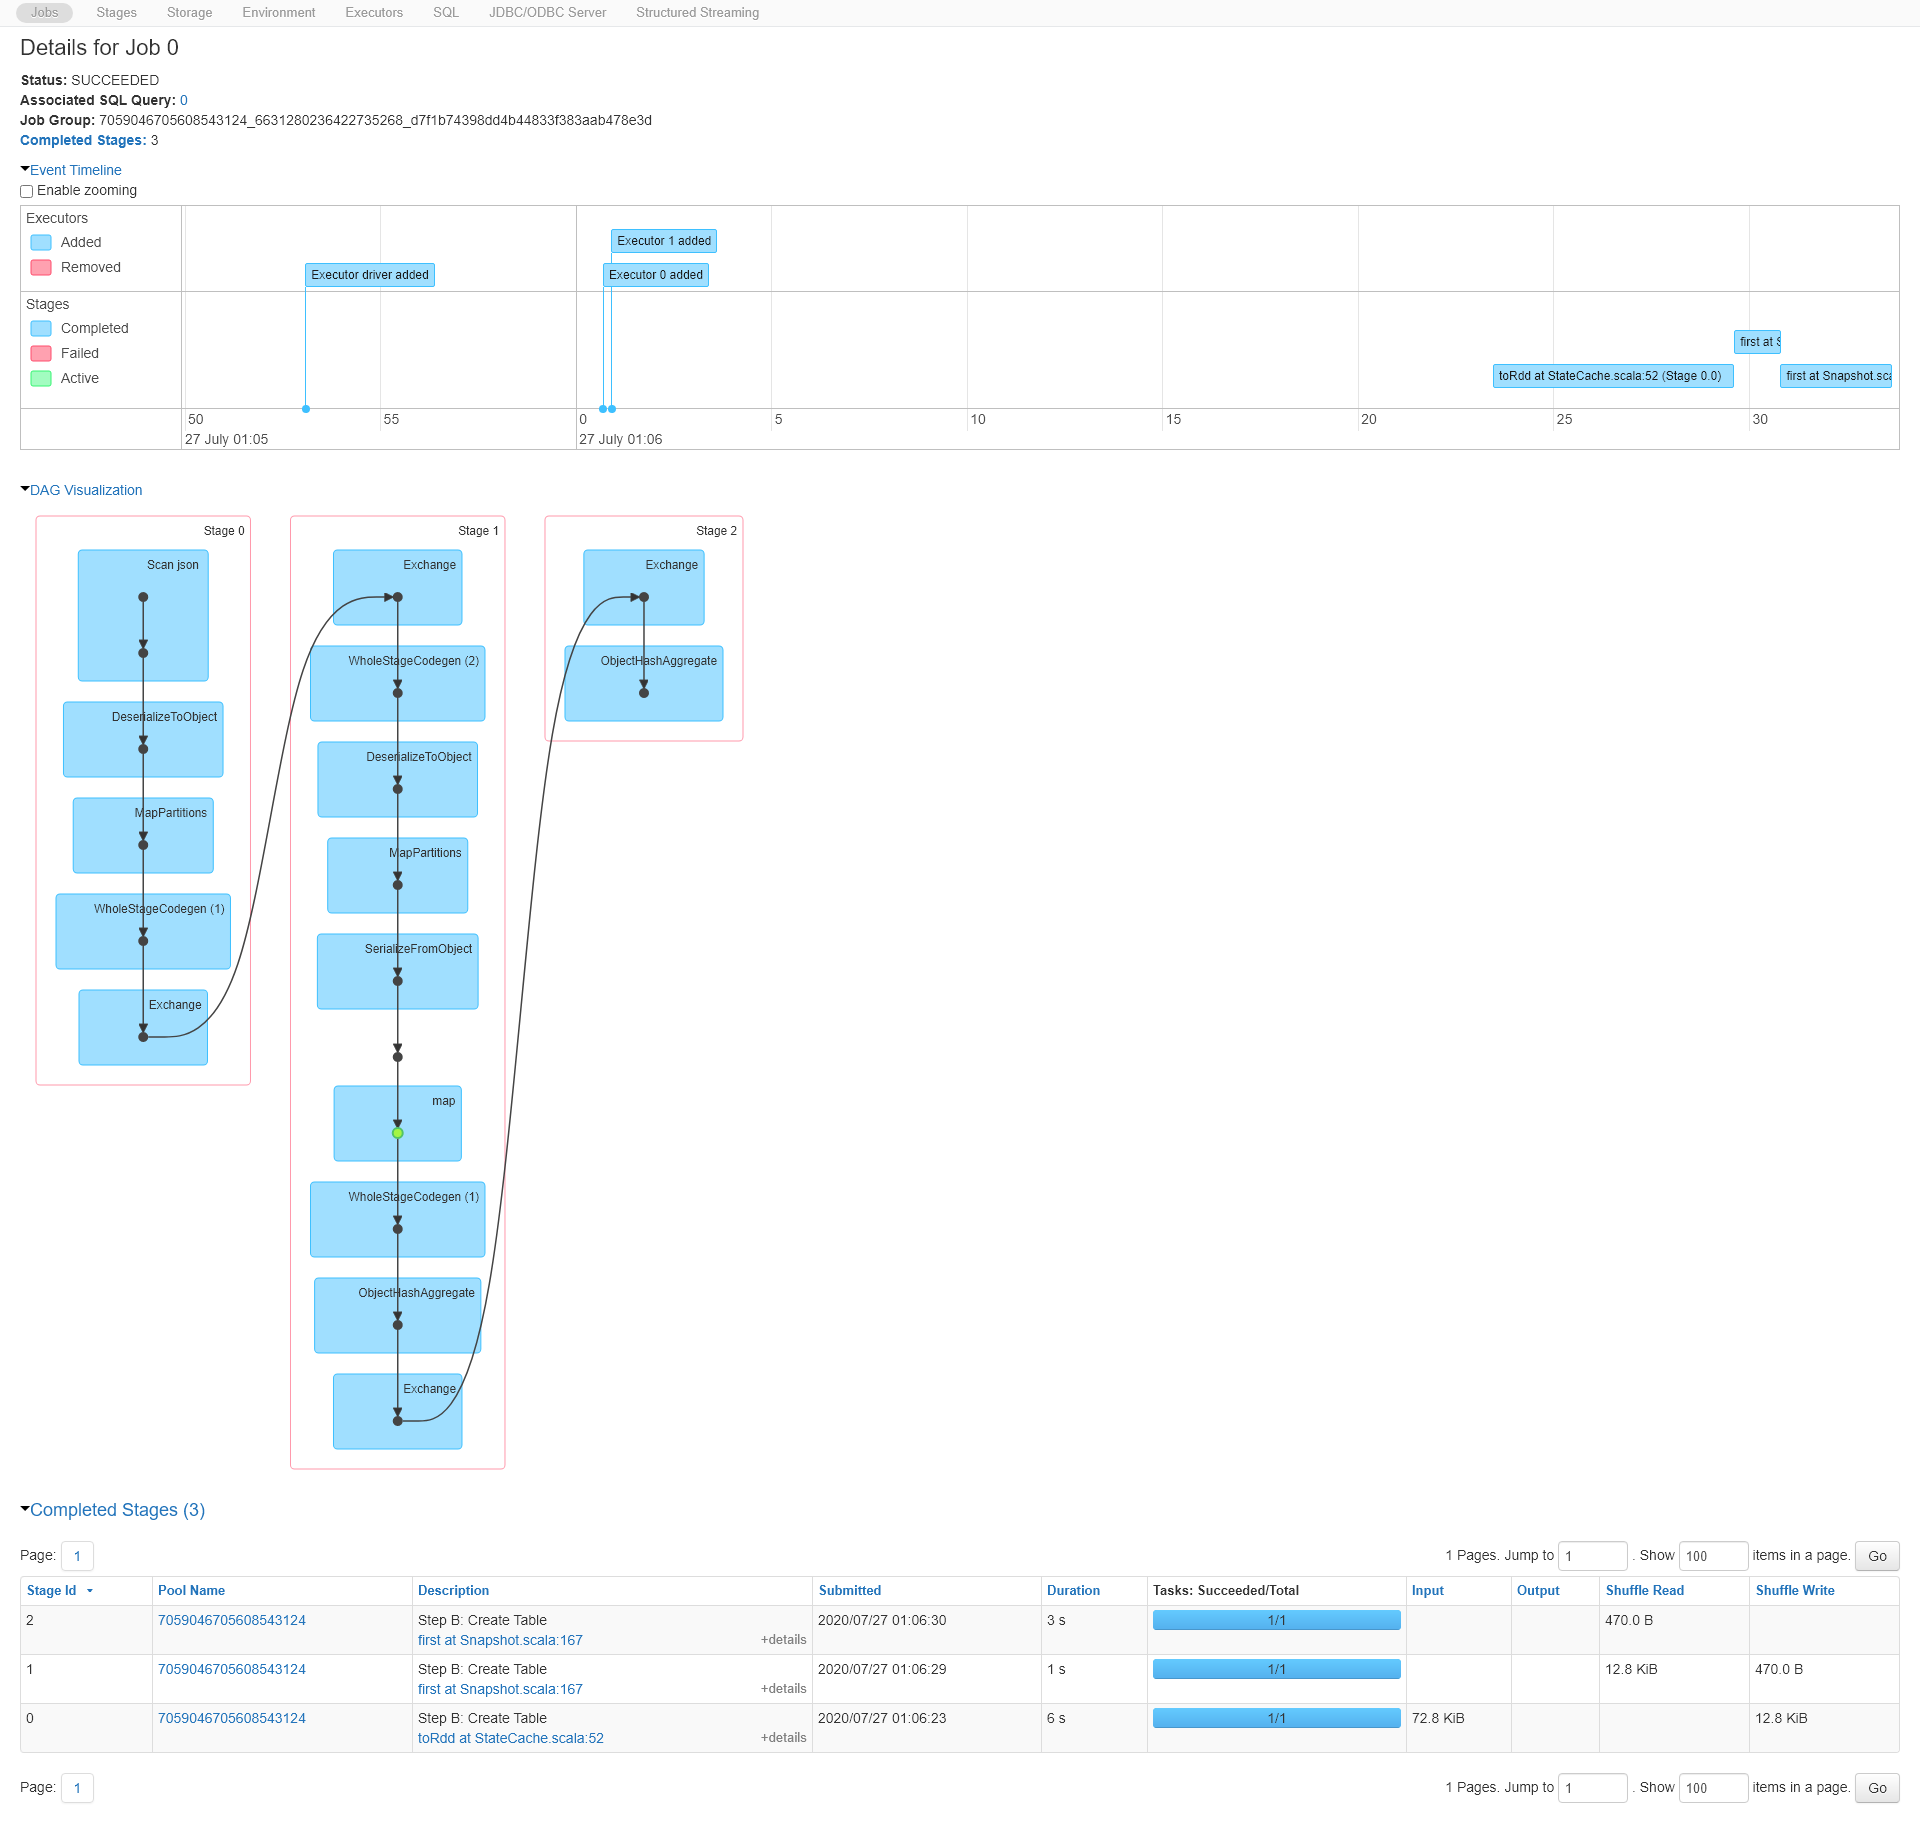 Jobs Stages Storage Environment Executors SQL JDBC/ODBC Server Structured Streaming
Details for Job 0
Status: SUCCEEDED
Associated SQL Query: 0
Job Group: 7059046705608543124_6631280236422735268_d7f1b74398dd4b44833f383aab478e3d
Completed Stages: 3
Event Timeline
Enable zooming
Executors
Added
Removed
Executor 1 added
Executor driver added
Executor 0 added
Stages
Completed
Failed
Active
first at S
toRdd at StateCache.scala:52 (Stage 0.0)
first at Snapshot.sca
50 55 0 5 10 15 20 25 30
27 July 01:05 27 July 01:06
DAG Visualization
Stage 0
Scan json
DeserializeToObject
MapPartitions
WholeStageCodegen (1)
Exchange
Stage 1
Exchange
WholeStageCodegen (2)
DeserializeToObject
MapPartitions
SerializeFromObject
map
WholeStageCodegen (1)
ObjectHashAggregate
Exchange
Stage 2
Exchange
ObjectHashAggregate
Completed Stages (3)
Page: 1 1 Pages. Jump to 1 . Show 100 items in a page. Go
Stage Id Pool Name Description Submitted Duration Tasks: Succeeded/Total Input Output Shuffle Read Shuffle Write
2 7059046705608543124 Step B: Create Table 2020/07/27 01:06:30 3 s 1/1 470.0 B
first at Snapshot.scala:167 +details
1 7059046705608543124 Step B: Create Table 2020/07/27 01:06:29 1 s 1/1 12.8 KiB 470.0 B
first at Snapshot.scala:167 +details
0 7059046705608543124 Step B: Create Table 2020/07/27 01:06:23 6 s 1/1 72.8 KiB 12.8 KiB
toRdd at StateCache.scala:52 +details
Page: 1 1 Pages. Jump to 1 . Show 100 items in a page. Go